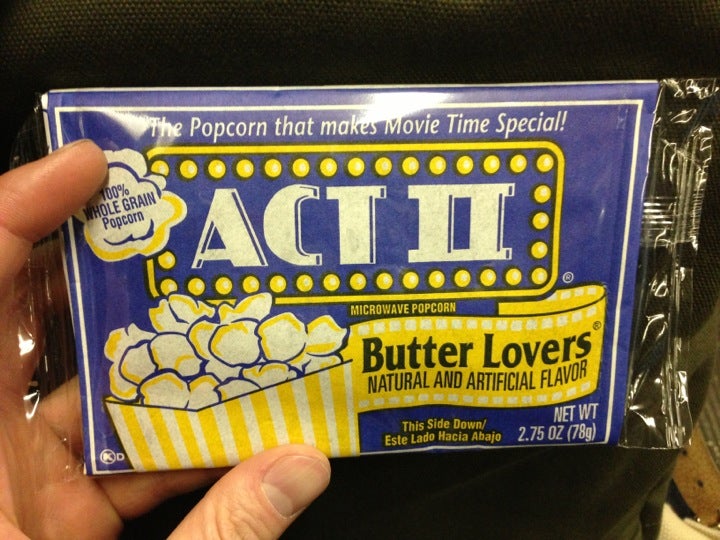 The Popcorn that makes Movie Time Special!
100%
WHOLE GRAIN
Popcorn
ACT II
®
MICROWAVE POPCORN
Butter Lovers®
NATURAL AND ARTIFICIAL FLAVOR
This Side Down/
Este Lado Hacia Abajo
NET WT
2.75 OZ (78g)
K D